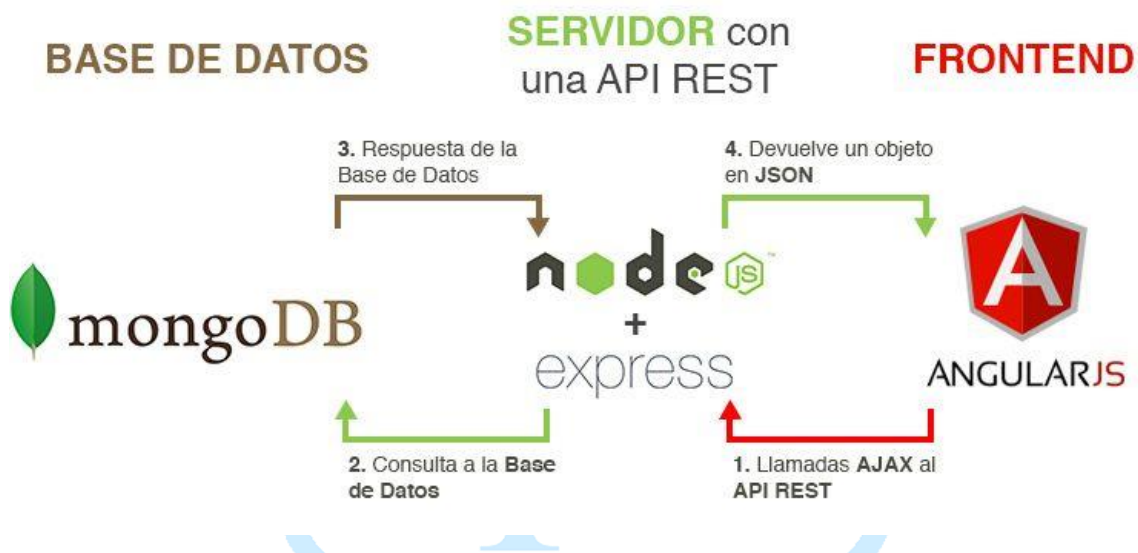 BASE DE DATOS
SERVIDOR con
una API REST
FRONTEND
3. Respuesta de la
Base de Datos
4. Devuelve un objeto
en JSON
mongoDB
node JS™
+
express
ANGULARJS
2. Consulta a la Base
de Datos
1. Llamadas AJAX al
API REST